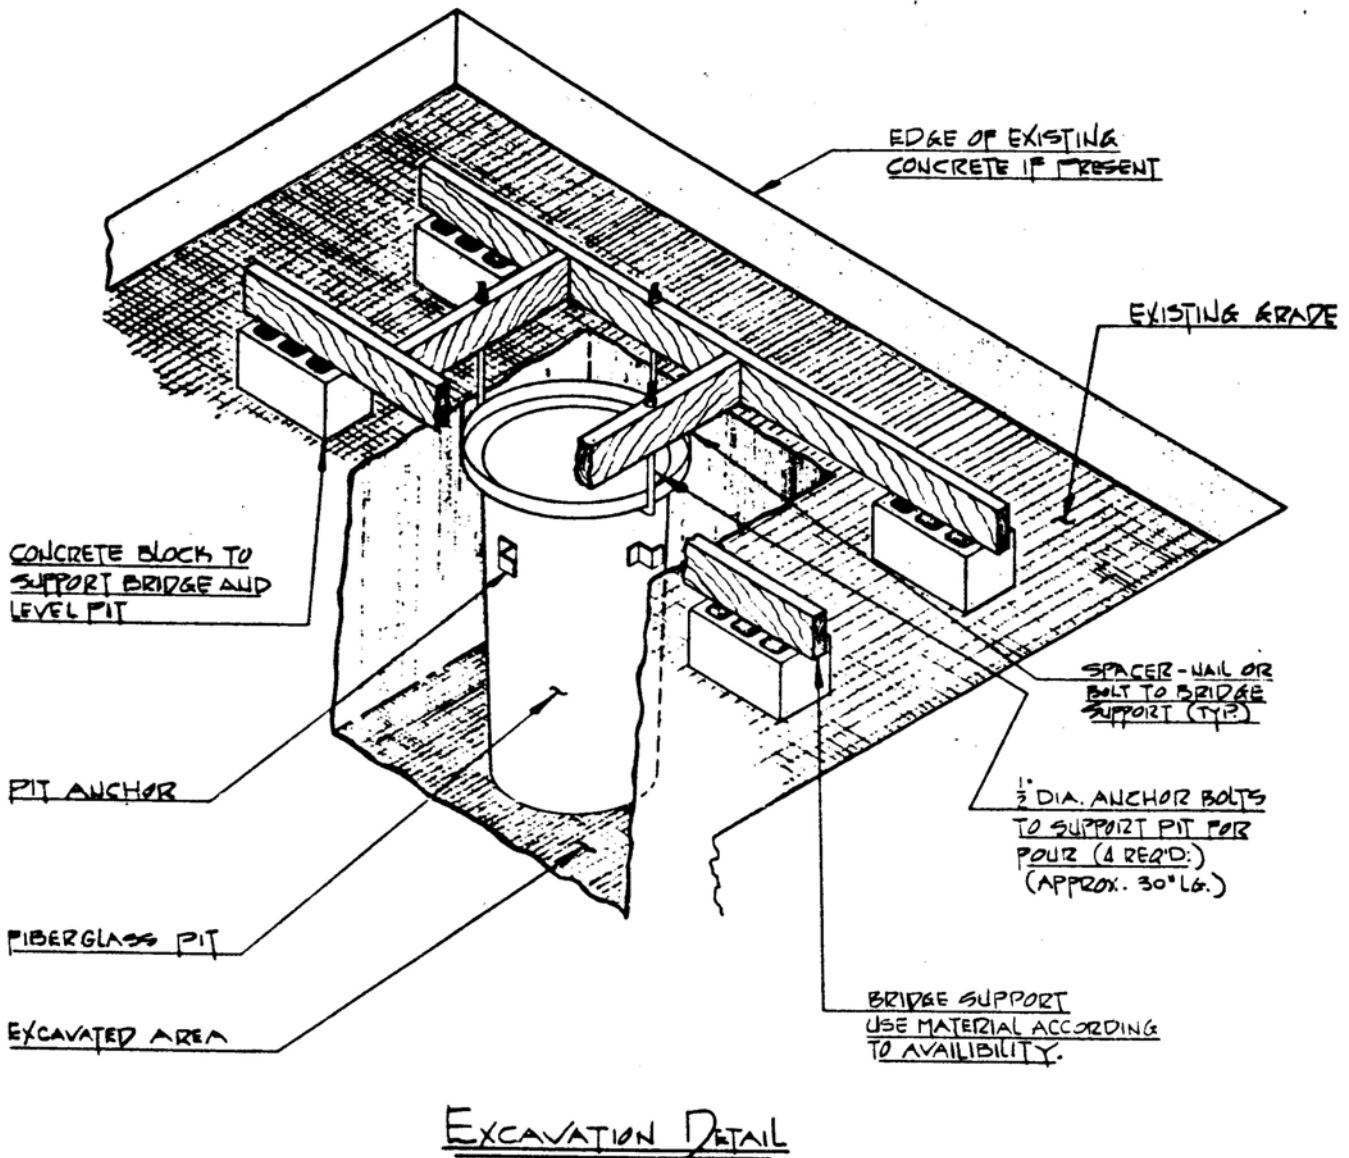 EDGE OF EXISTING
CONCRETE IF PRESENT
EXISTING GRADE
CONCRETE BLOCK TO
SUPPORT BRIDGE AND
LEVEL PIT
SPACER-NAIL OR
BOLT TO BRIDGE
SUPPORT (TYP.)
PIT ANCHOR
1/2" DIA. ANCHOR BOLTS
TO SUPPORT PIT FOR
POUR (4 REQ'D.)
(APPROX. 30" LG.)
FIBERGLASS PIT
BRIDGE SUPPORT
USE MATERIAL ACCORDING
TO AVAILIBILITY.
EXCAVATED AREA
EXCAVATION DETAIL